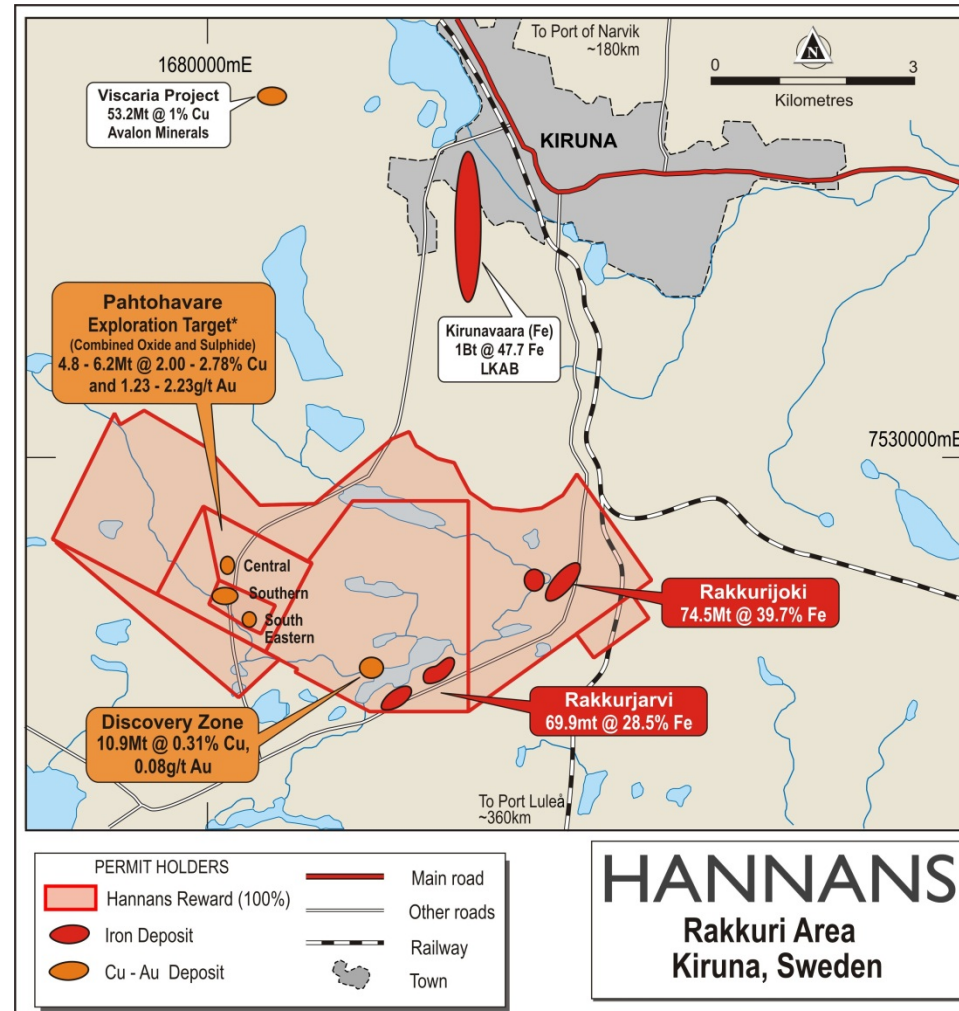 To Port of Narvik
~180km
N
0 3
Kilometres
1680000mE
Viscaria Project
53.2Mt @ 1% Cu
Avalon Minerals
KIRUNA
Pahtohavare
Exploration Target*
(Combined Oxide and Sulphide)
4.8 - 6.2Mt @ 2.00 - 2.78% Cu
and 1.23 - 2.23g/t Au
Kirunavaara (Fe)
1Bt @ 47.7 Fe
LKAB
7530000mE
Central
Southern
South
Eastern
Rakkurijoki
74.5Mt @ 39.7% Fe
Rakkurjarvi
69.9mt @ 28.5% Fe
Discovery Zone
10.9Mt @ 0.31% Cu,
0.08g/t Au
To Port Luleå
~360km
PERMIT HOLDERS
Hannans Reward (100%)
Iron Deposit
Cu - Au Deposit
Main road
Other roads
Railway
Town
HANNANS
Rakkuri Area
Kiruna, Sweden